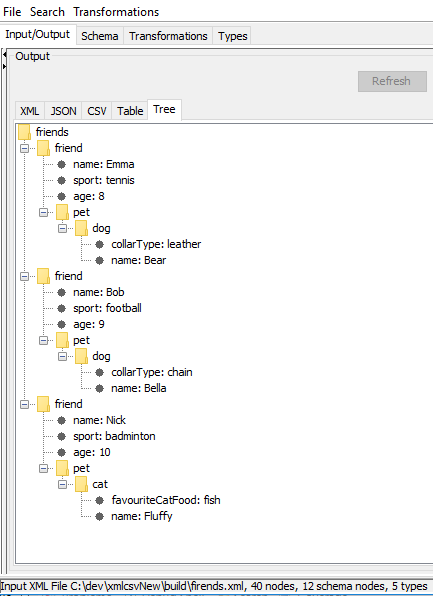 File Search Transformations
Input/Output Schema Transformations Types
Output
Refresh
XML JSON CSV Table Tree
friends
friend
name: Emma
sport: tennis
age: 8
pet
dog
collarType: leather
name: Bear
friend
name: Bob
sport: football
age: 9
pet
dog
collarType: chain
name: Bella
friend
name: Nick
sport: badminton
age: 10
pet
cat
favouriteCatFood: fish
name: Fluffy
Input XML File C:\dev\xmlcsvNew\build\firends.xml, 40 nodes, 12 schema nodes, 5 types